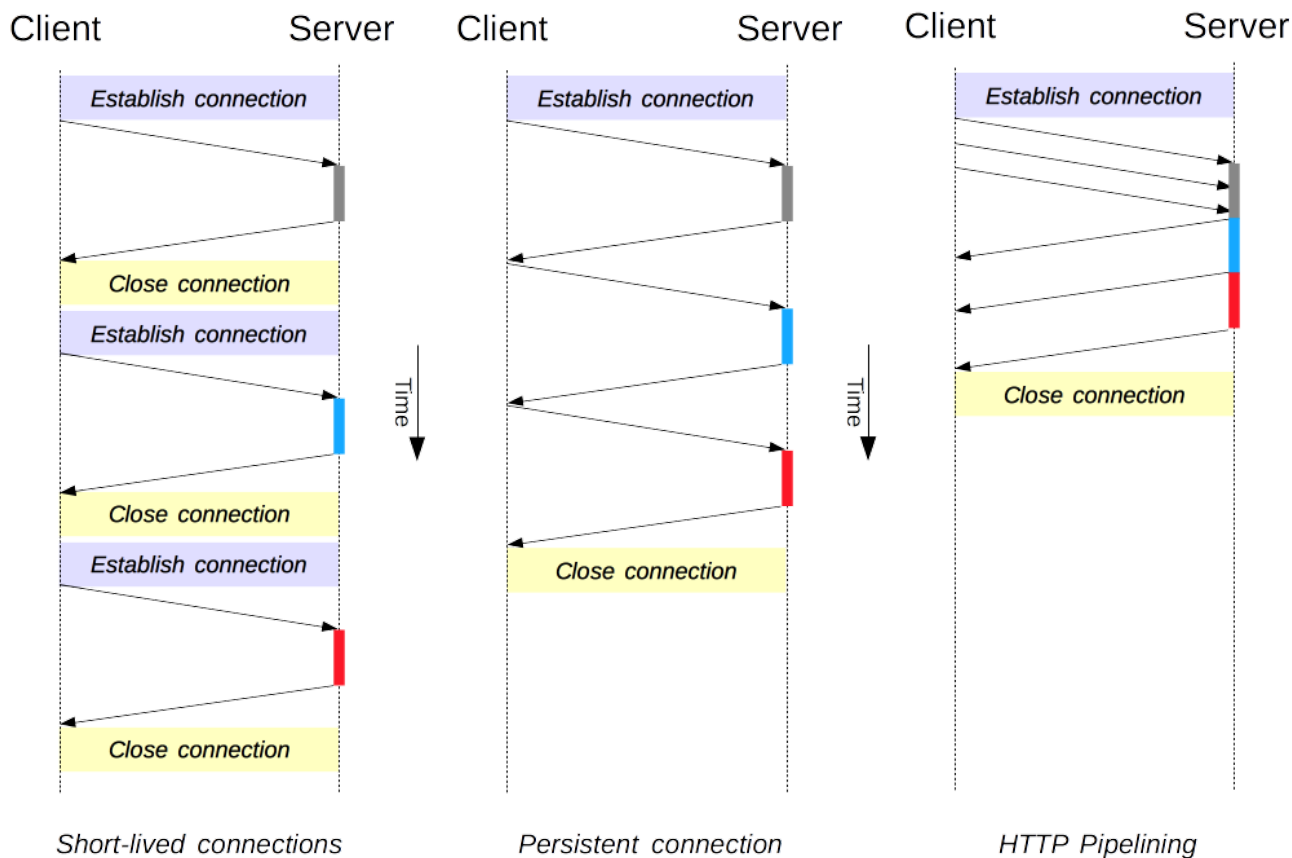 Client Server
Establish connection
Close connection
Establish connection
Close connection
Establish connection
Close connection
Short-lived connections
Time
Client Server
Establish connection
Close connection
Persistent connection
Time
Client Server
Establish connection
Close connection
HTTP Pipelining